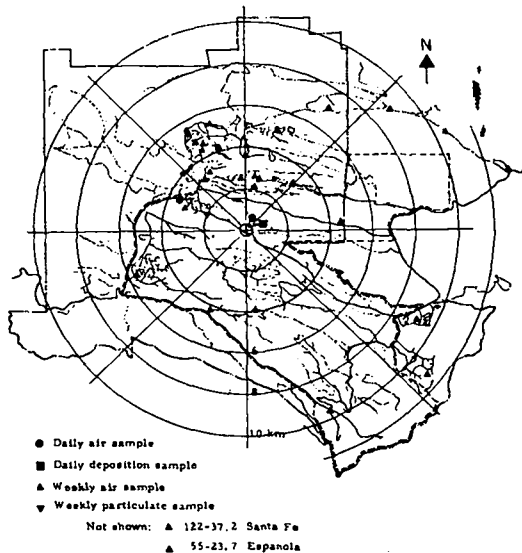 N
10 km
Daily air sample
Daily deposition sample
Weekly air sample
Weekly particulate sample
Not shown: ▲ 122-37.2 Santa Fe
▲ 55-23.7 Espanola